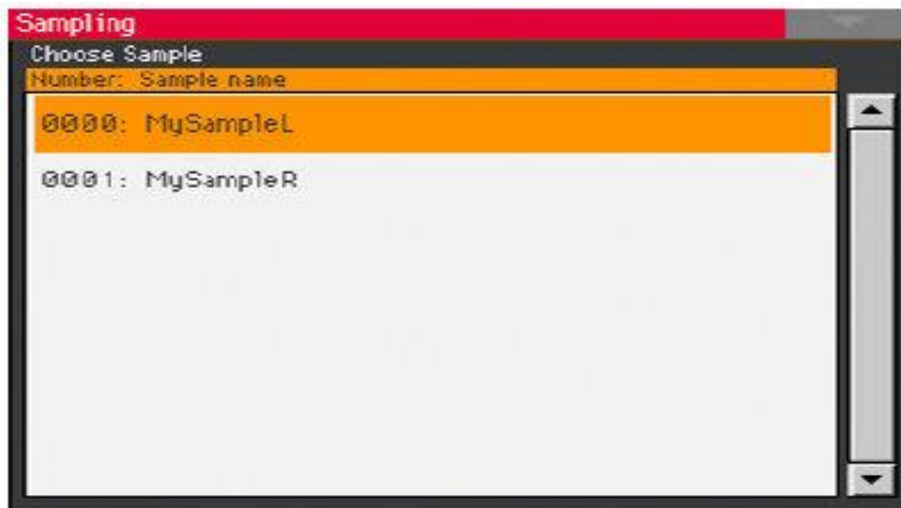 Sampling
Choose Sample
Number: Sample name
0000: MySampleL
0001: MySampleR